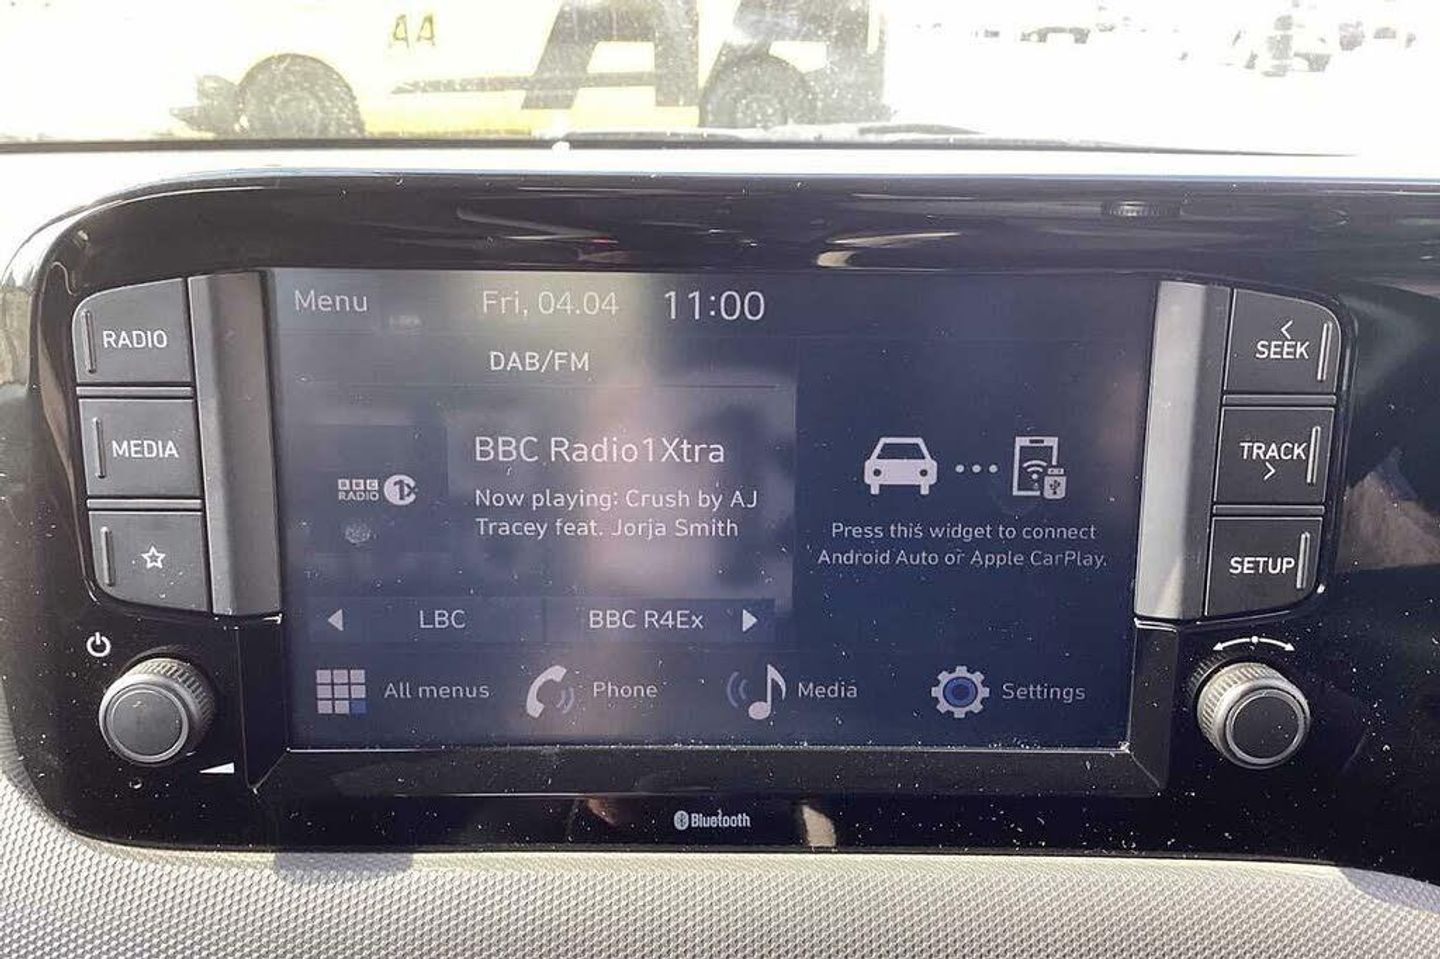 AA
AA
Menu Fri, 04.04 11:00
DAB/FM
RADIO
MEDIA
BBC Radio1Xtra
BBC
RADIO 1X
Now playing: Crush by AJ
Tracey feat. Jorja Smith
LBC BBC R4Ex
Press this widget to connect
Android Auto or Apple CarPlay.
All menus Phone Media Settings
SEEK
TRACK
SETUP
Bluetooth